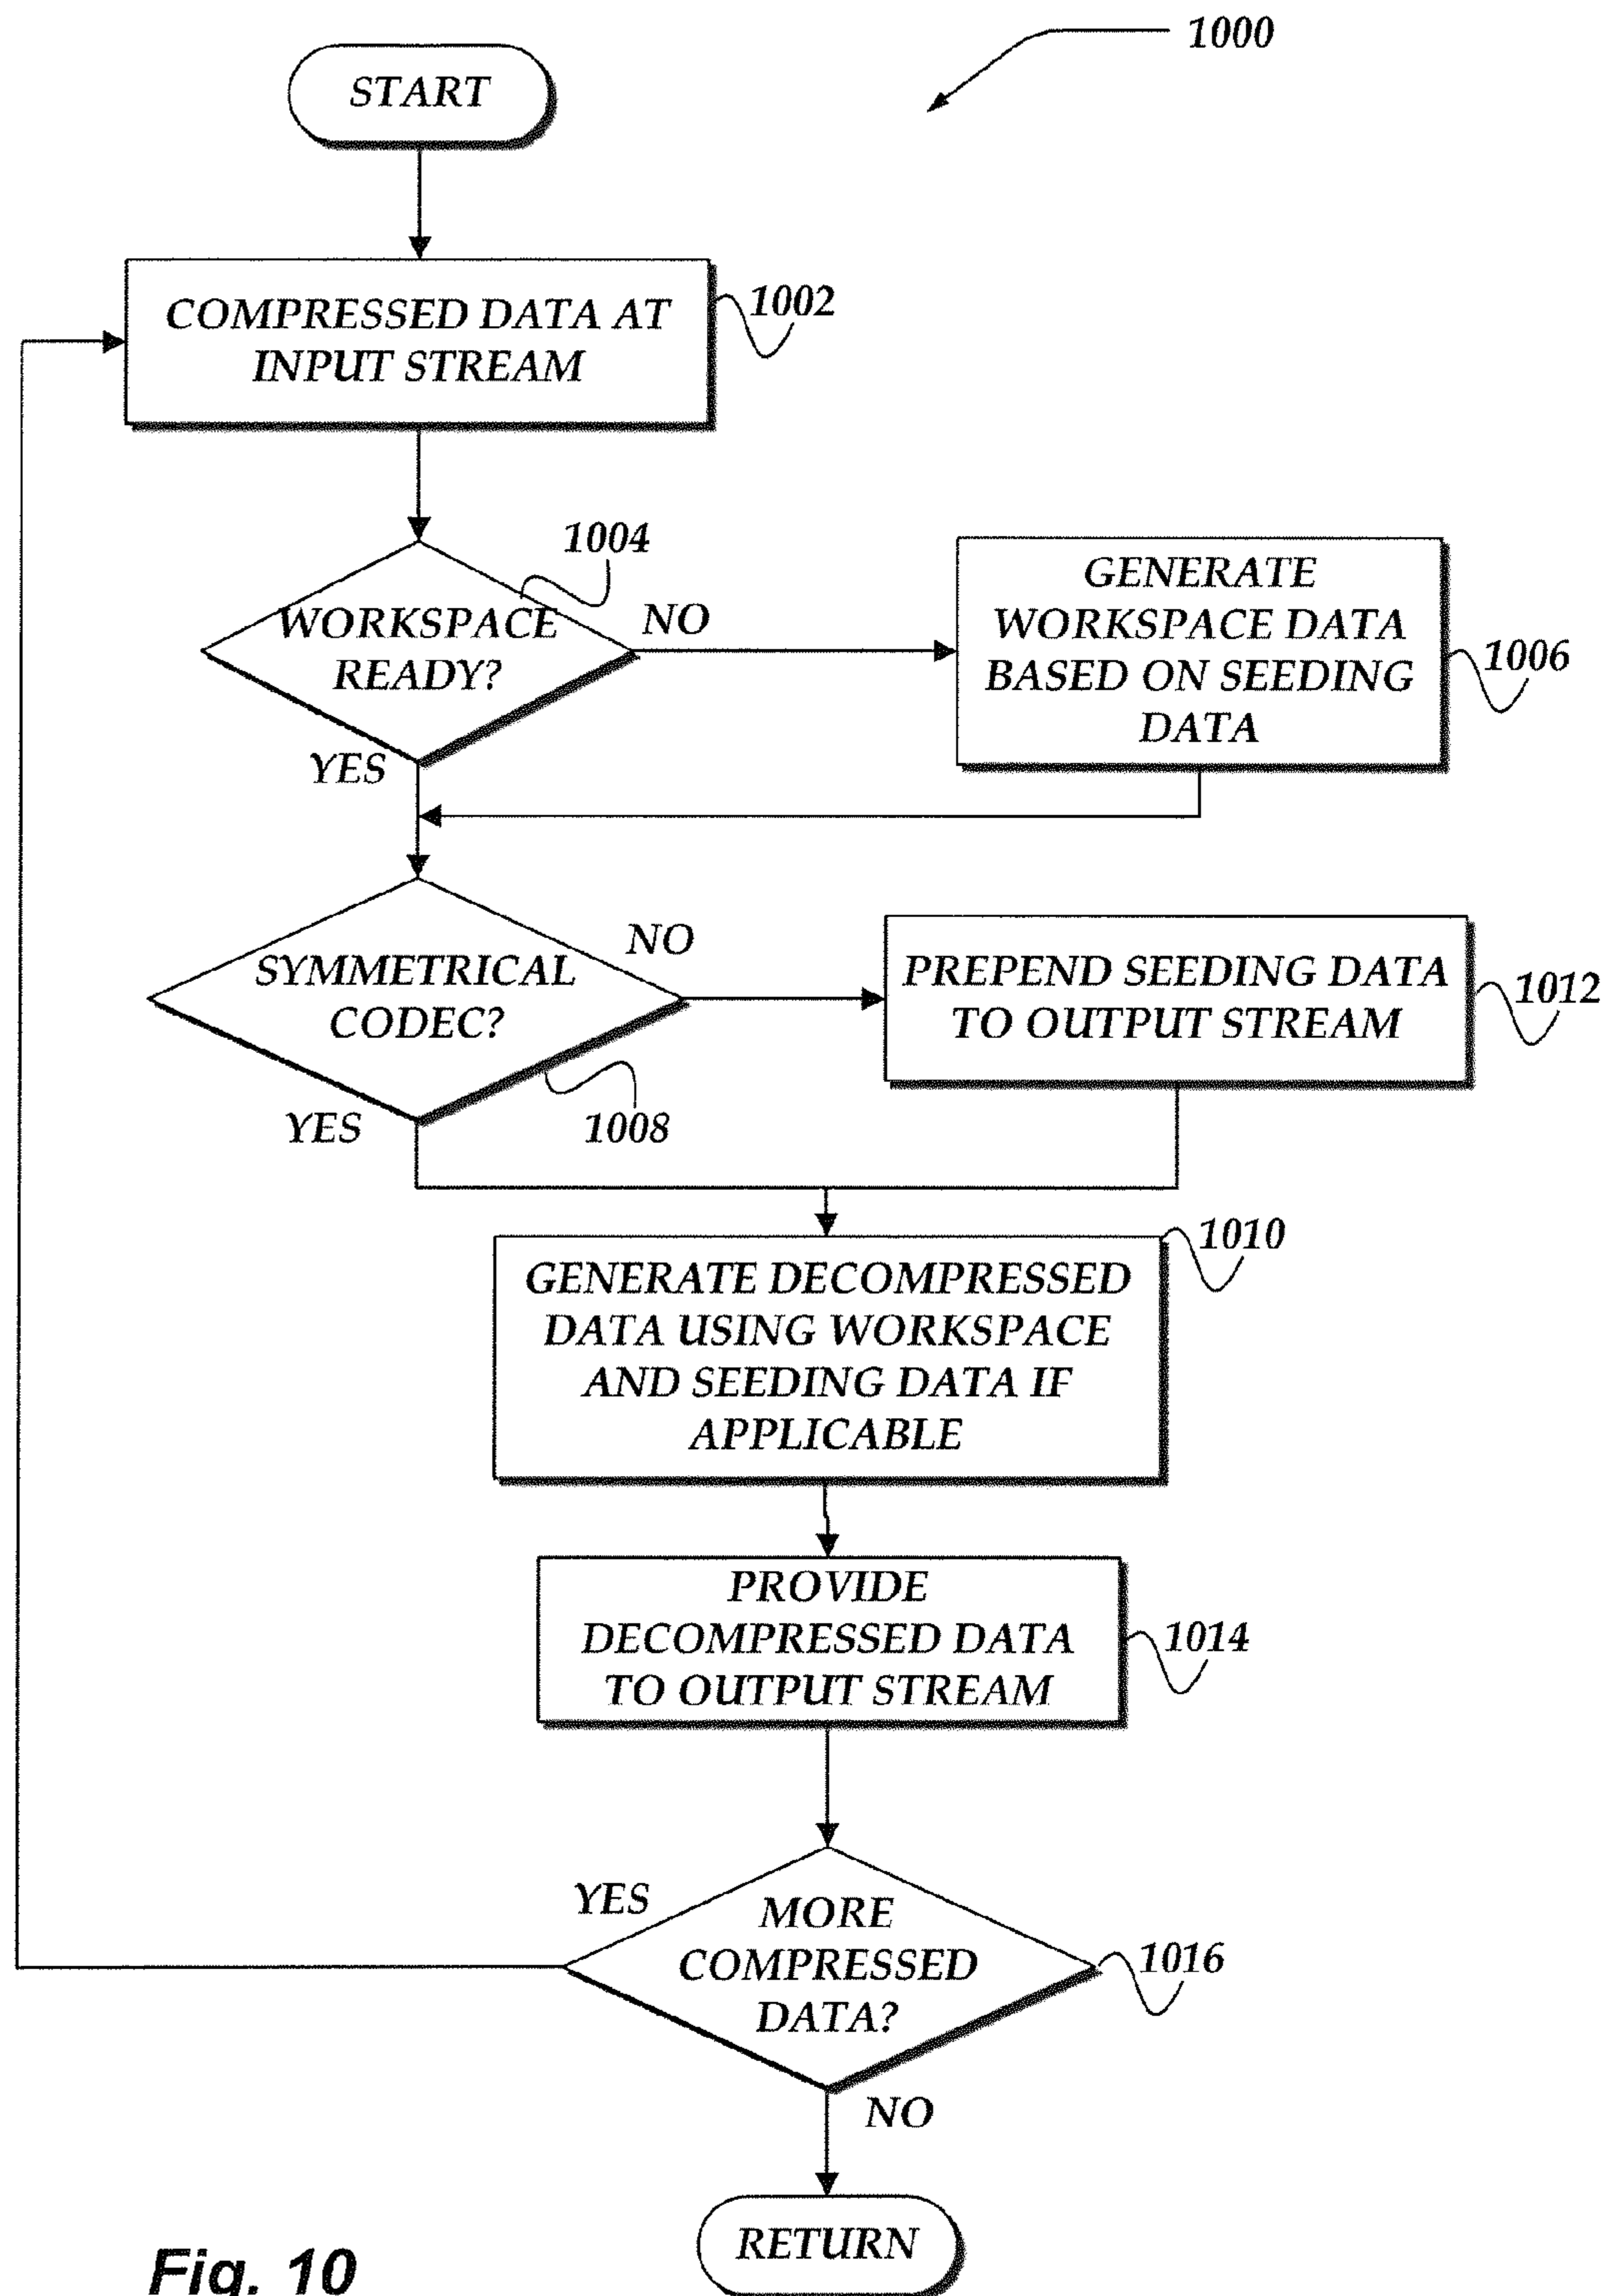 1000
START
COMPRESSED DATA AT
INPUT STREAM
1002
1004
WORKSPACE
READY?
NO
YES
GENERATE
WORKSPACE DATA
BASED ON SEEDING
DATA
1006
SYMMETRICAL
CODEC?
NO
YES
1008
PREPEND SEEDING DATA
TO OUTPUT STREAM
1012
1010
GENERATE DECOMPRESSED
DATA USING WORKSPACE
AND SEEDING DATA IF
APPLICABLE
PROVIDE
DECOMPRESSED DATA
TO OUTPUT STREAM
1014
YES
MORE
COMPRESSED
DATA?
1016
NO
RETURN
Fig. 10